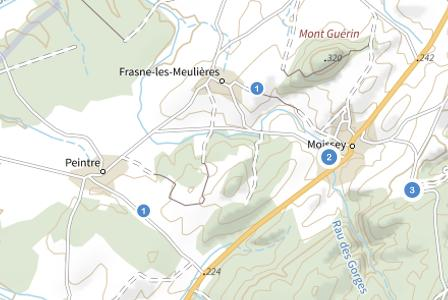 Mont Guérin
.320
.242
Frasne-les-Meulières
1
Moissey
2
Peintre
3
1
Rau des Gorges
.224